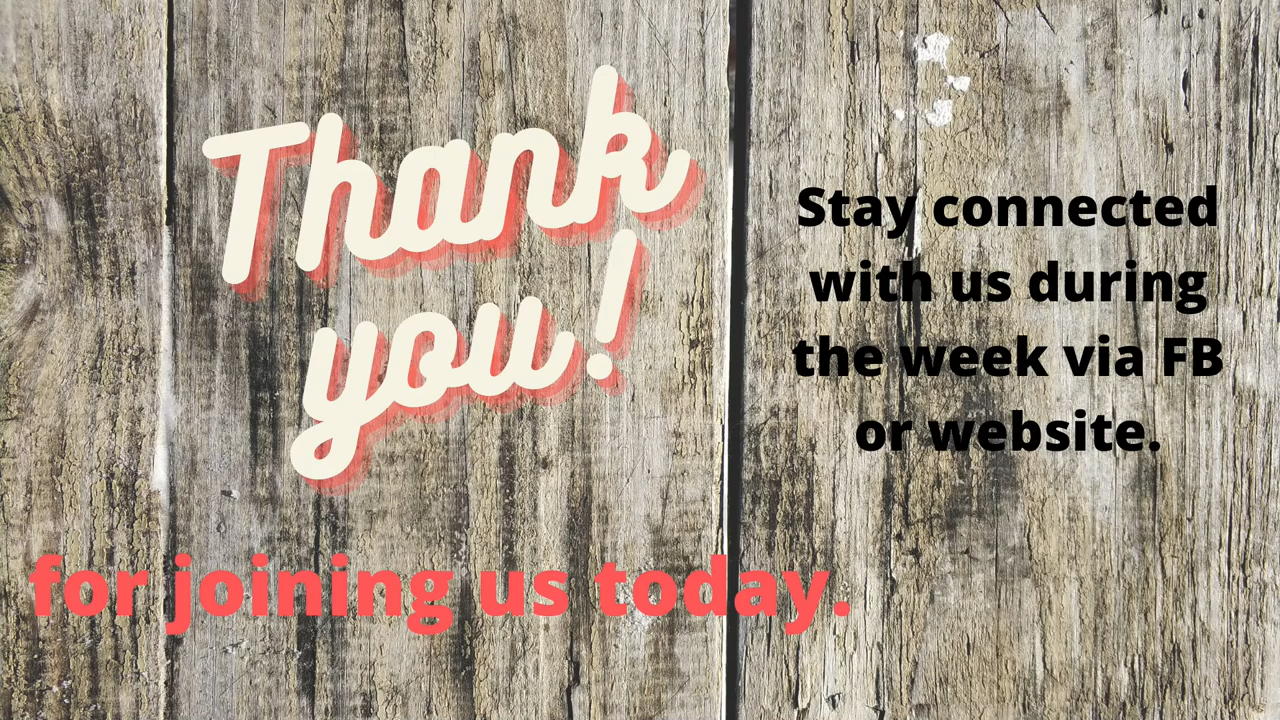 Thank
you!
for joining us today.
Stay connected
with us during
the week via FB
or website.